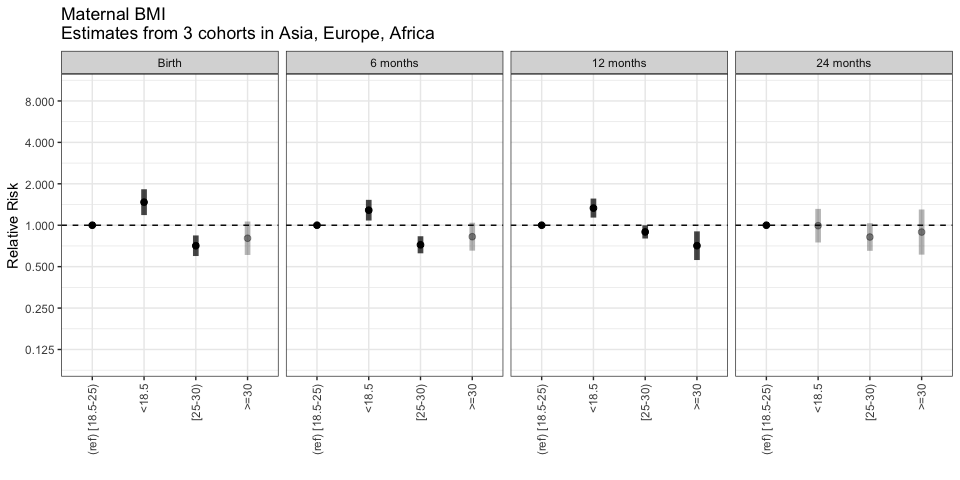 Maternal BMI
Estimates from 3 cohorts in Asia, Europe, Africa
Birth
6 months
12 months
24 months
Relative Risk
8.000
4.000
2.000
1.000
0.500
0.250
0.125
(ref) [18.5-25)
<18.5
[25-30)
>=30
(ref) [18.5-25)
<18.5
[25-30)
>=30
(ref) [18.5-25)
<18.5
[25-30)
>=30
(ref) [18.5-25)
<18.5
[25-30)
>=30